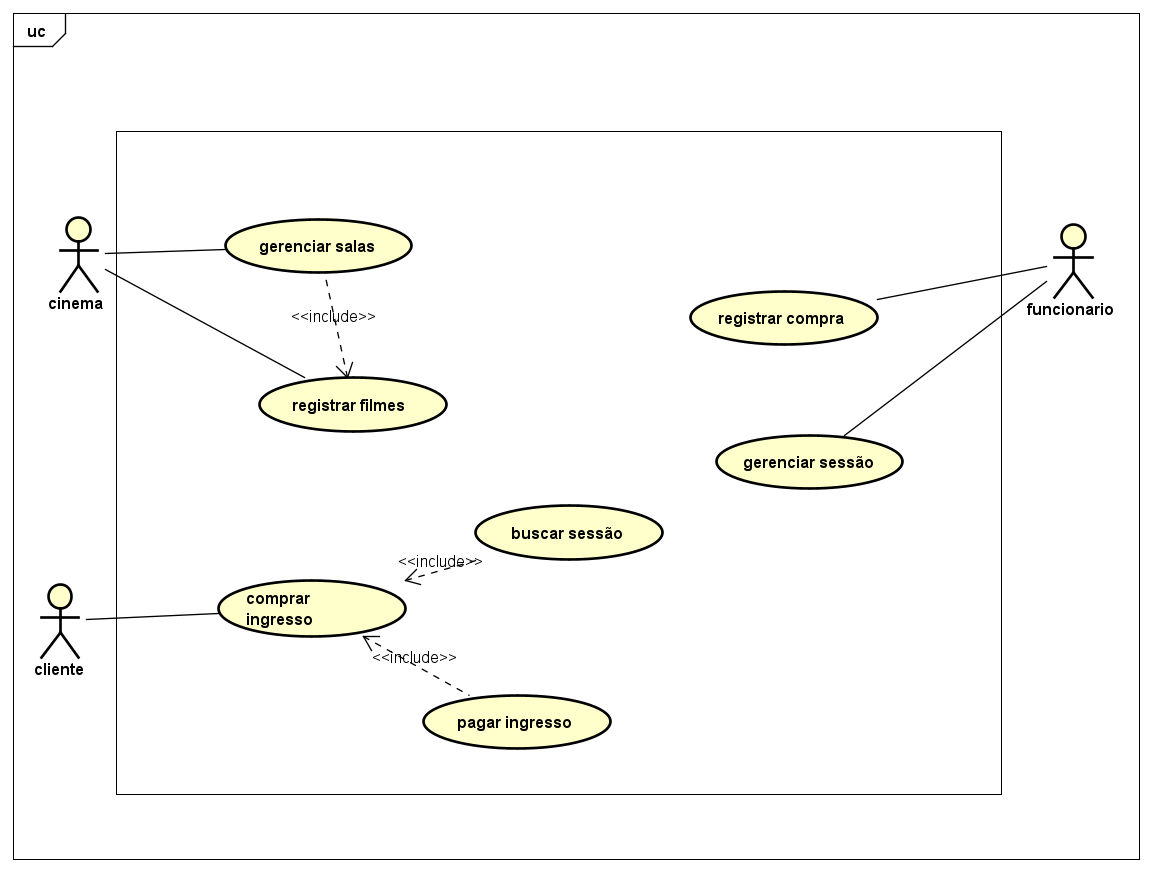 uc
gerenciar salas
cinema
funcionario
<<include>>
registrar compra
registrar filmes
gerenciar sessão
buscar sessão
<<include>>
comprar
ingresso
cliente
<<include>>
pagar ingresso